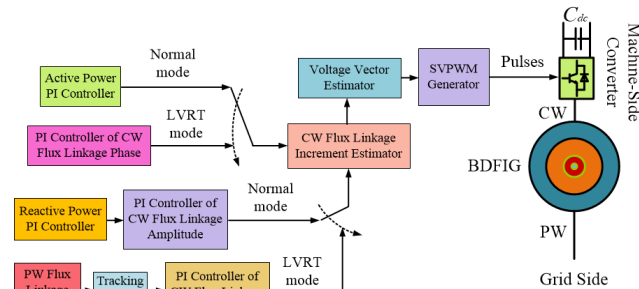 C dc
Machine-Side
Converter
Normal
mode
Active Power
PI Controller
Voltage Vector
Estimator
SVPWM
Generator
Pulses
LVRT
mode
PI Controller of CW
Flux Linkage Phase
CW Flux Linkage
Increment Estimator
CW
BDFIG
Normal
mode
Reactive Power
PI Controller
PI Controller of
CW Flux Linkage
Amplitude
PW
LVRT
mode
PW Flux
Tracking
PI Controller of
Grid Side